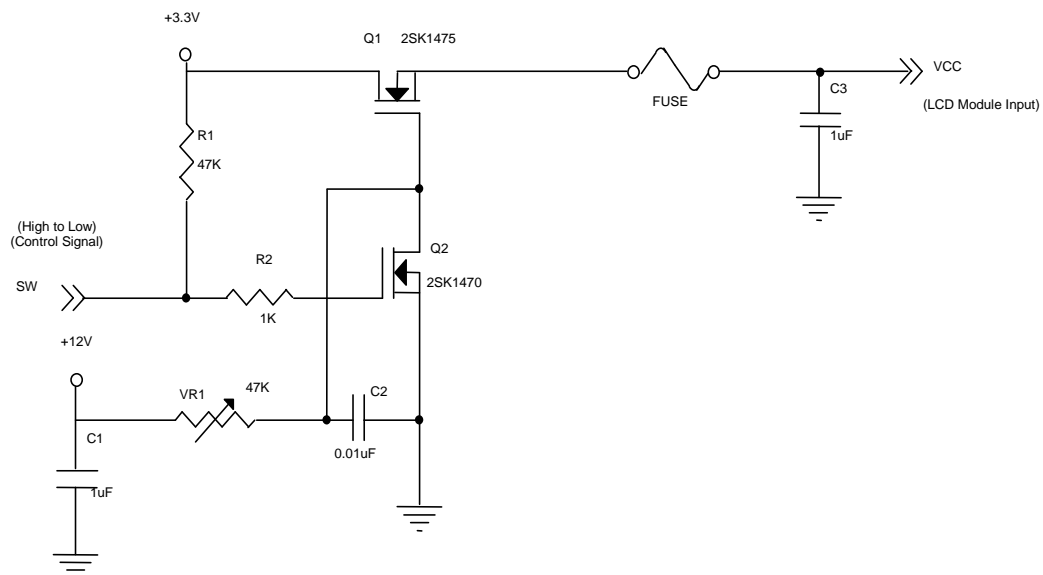 +3.3V
Q1 2SK1475
FUSE
VCC
C3
(LCD Module Input)
1uF
R1
47K
(High to Low)
(Control Signal)
SW
R2
1K
Q2
2SK1470
+12V
VR1
47K
C1
C2
0.01uF
1uF